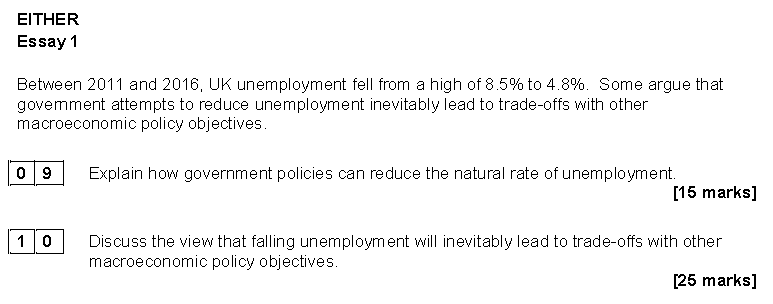 EITHER
Essay 1
Between 2011 and 2016, UK unemployment fell from a high of 8.5% to 4.8%. Some argue that
government attempts to reduce unemployment inevitably lead to trade-offs with other
macroeconomic policy objectives.
0 9 Explain how government policies can reduce the natural rate of unemployment.
[15 marks]
1 0 Discuss the view that falling unemployment will inevitably lead to trade-offs with other
macroeconomic policy objectives.
[25 marks]